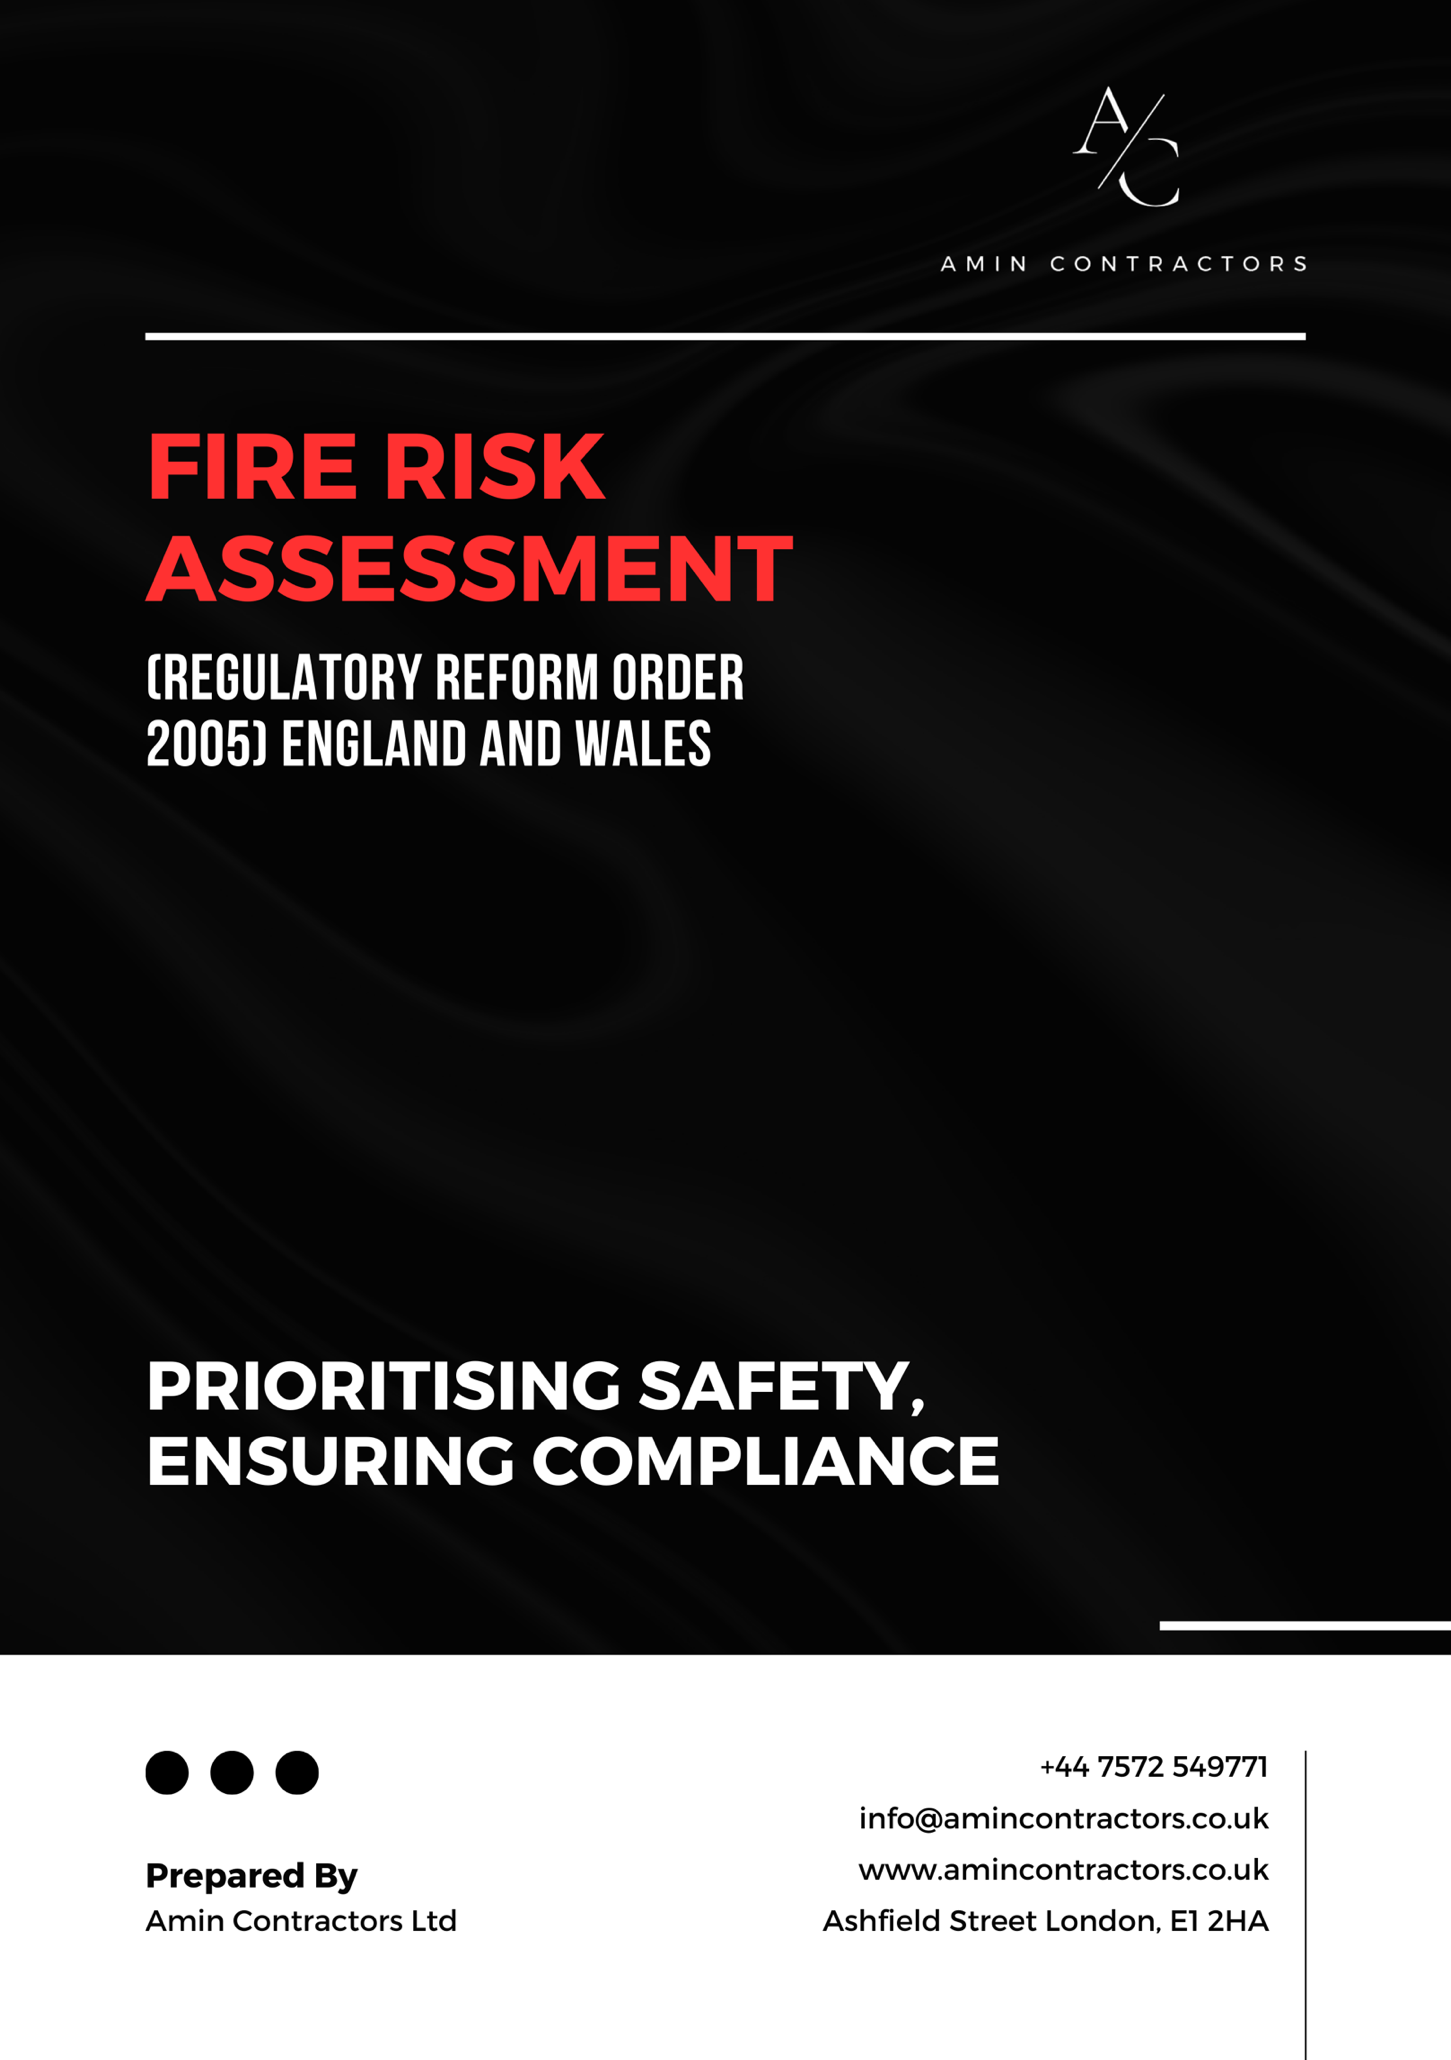 A/C
AMIN CONTRACTORS
FIRE RISK
ASSESSMENT
(REGULATORY REFORM ORDER
2005) ENGLAND AND WALES
PRIORITISING SAFETY,
ENSURING COMPLIANCE
Prepared By
Amin Contractors Ltd
+44 7572 549771
info@amincontractors.co.uk
www.amincontractors.co.uk
Ashfield Street London, E1 2HA